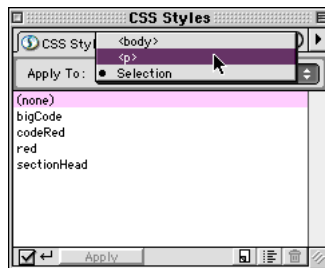 CSS Styles
CSS Styl
<body>
<p>
Apply To:
• Selection
(none)
bigCode
codeRed
red
sectionHead
Apply